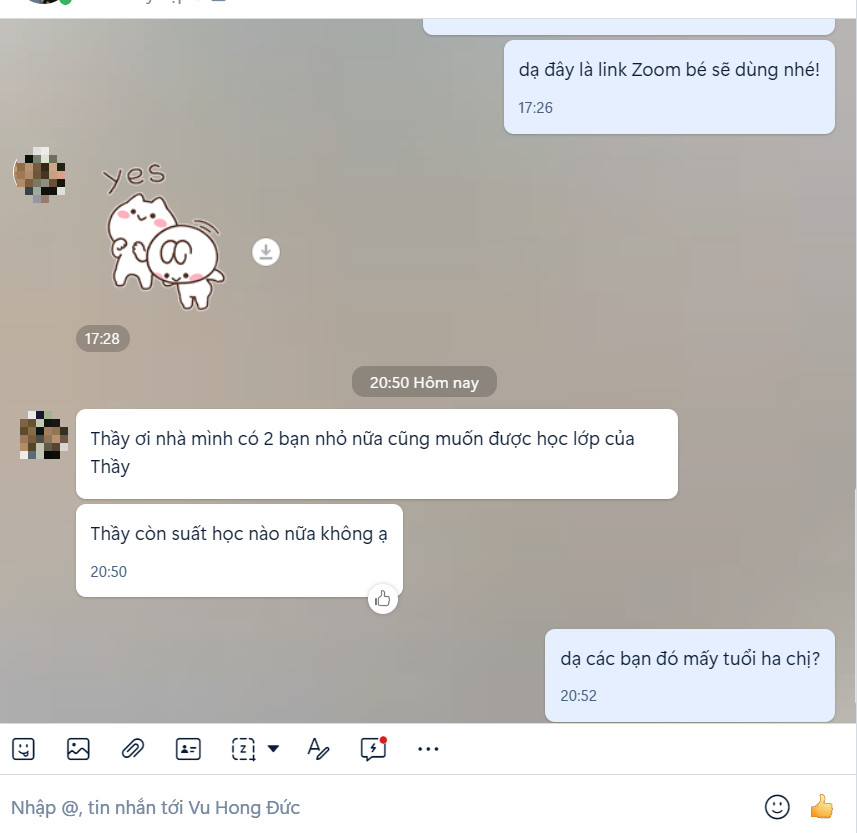 dạ đây là link Zoom bé sẽ dùng nhé!
17:26
yes
17:28
20:50 Hôm nay
Thầy ơi nhà mình có 2 bạn nhỏ nữa cũng muốn được học lớp của
Thầy
Thầy còn suất học nào nữa không ạ
20:50
dạ các bạn đó mấy tuổi ha chị?
20:52
Nhập @, tin nhắn tới Vu Hong Đức